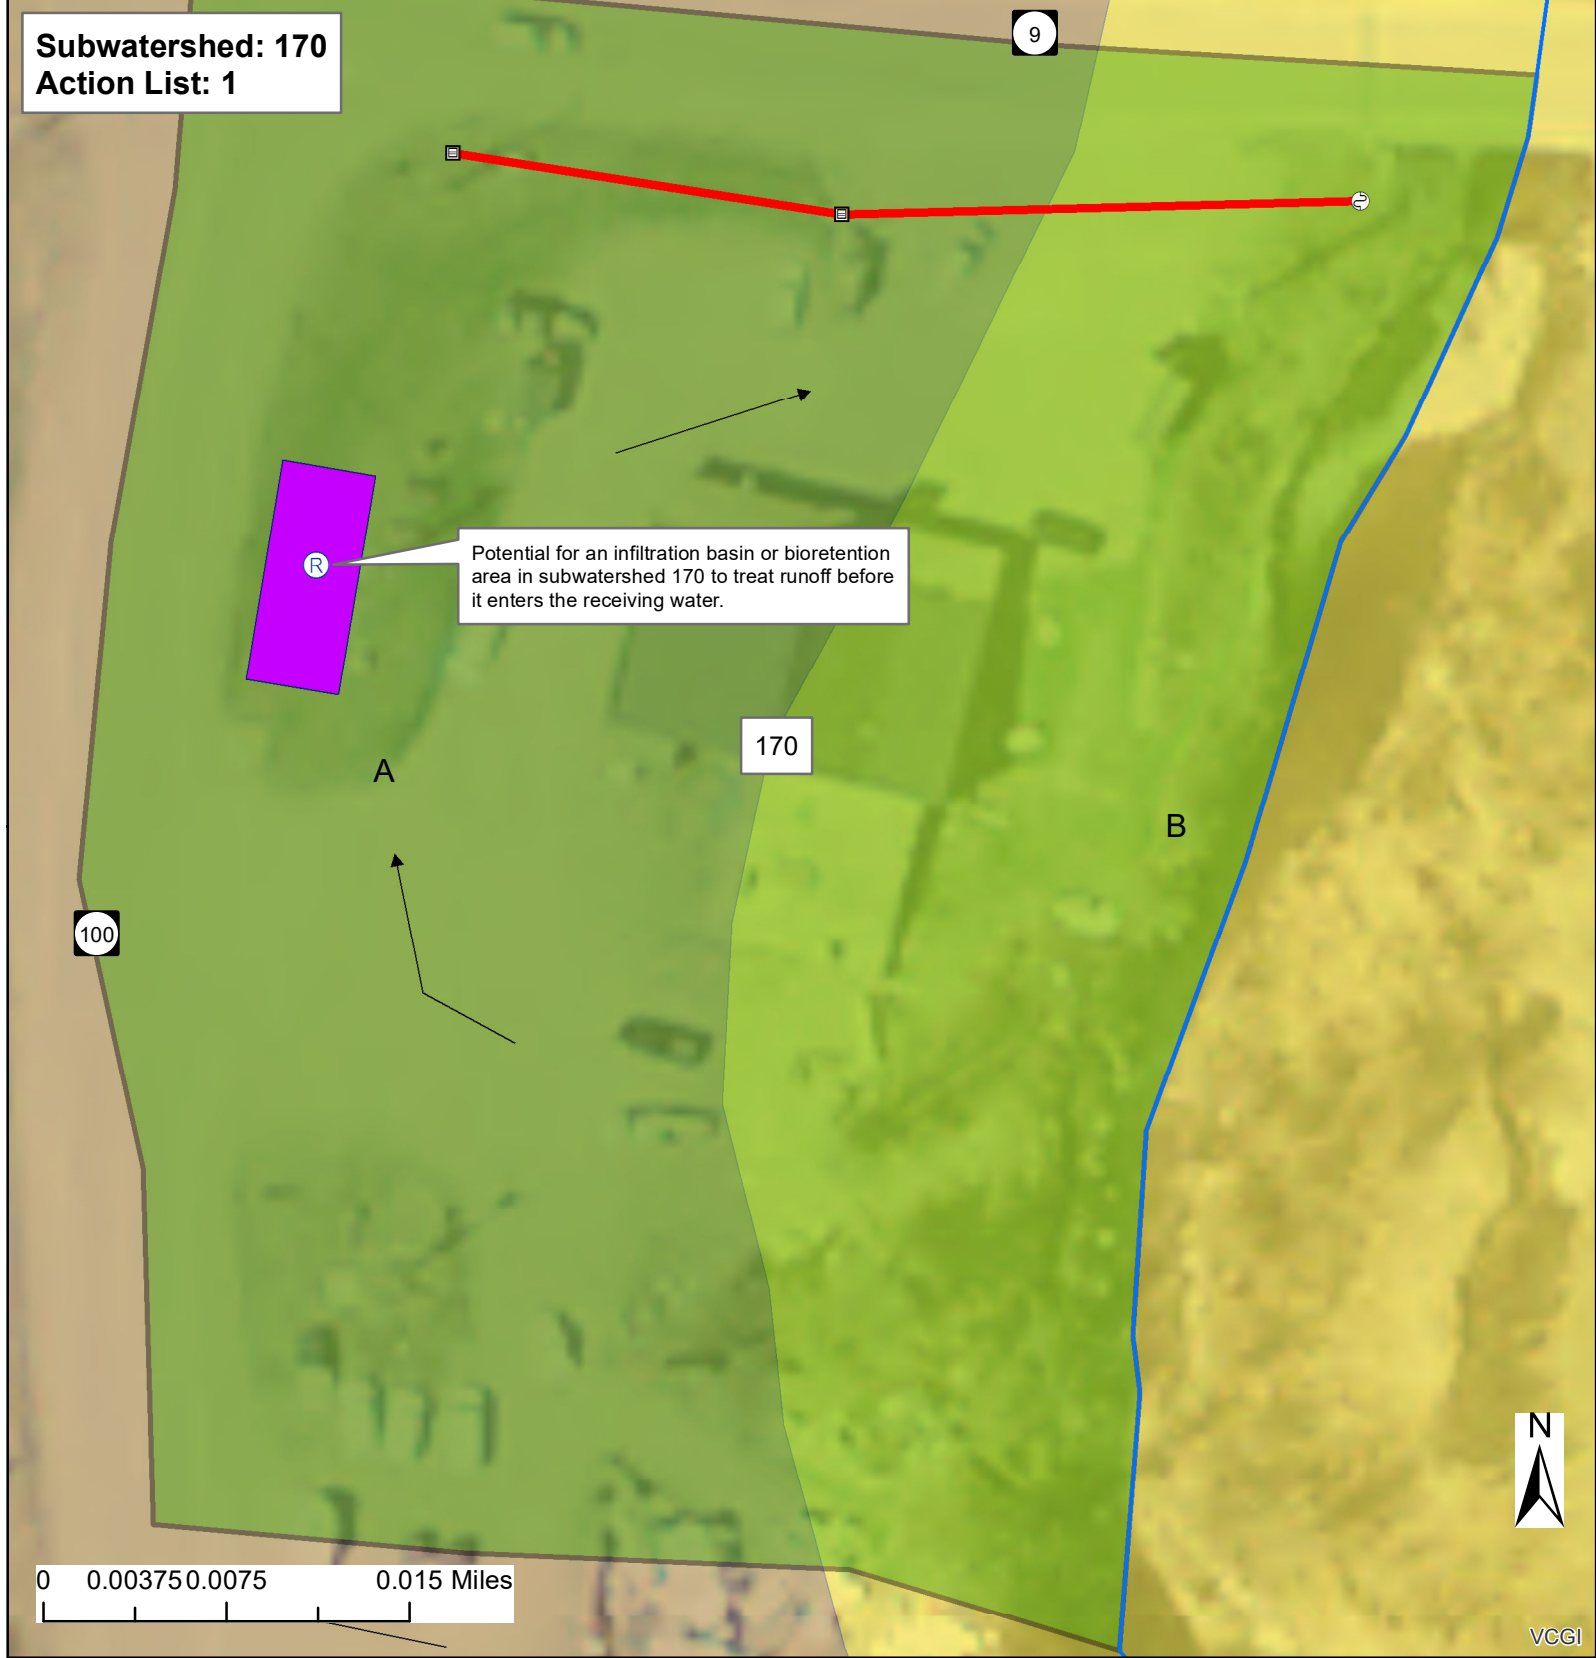 Subwatershed: 170
Action List: 1
9
R
Potential for an infiltration basin or bioretention
area in subwatershed 170 to treat runoff before
it enters the receiving water.
170
A
B
100
N
0 0.00375 0.0075 0.015 Miles
VCGI